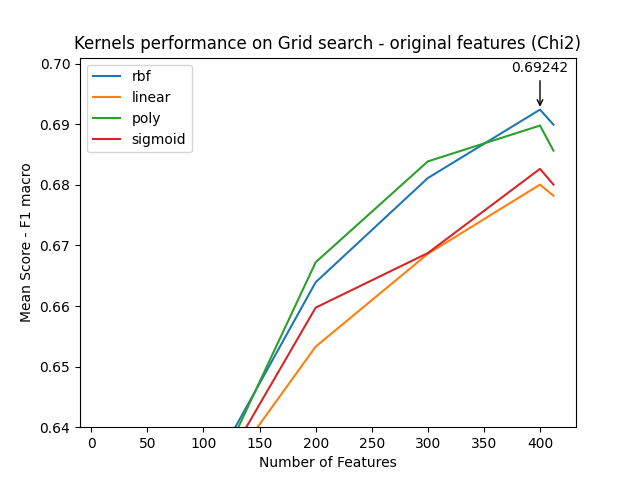 Kernels performance on Grid search - original features (Chi2)
0.69242
rbf
linear
poly
sigmoid
0.70
0.69
0.68
0.67
0.66
0.65
0.64
Mean Score - F1 macro
0 50 100 150 200 250 300 350 400
Number of Features